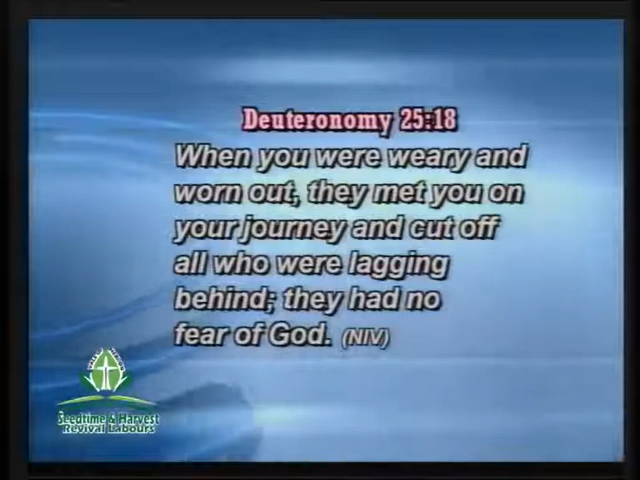 Deuteronomy 25:18
When you were weary and
worn out, they met you on
your journey and cut off
all who were lagging
behind; they had no
fear of God. (NIV)
Seedtime & Harvest
Revival Labours